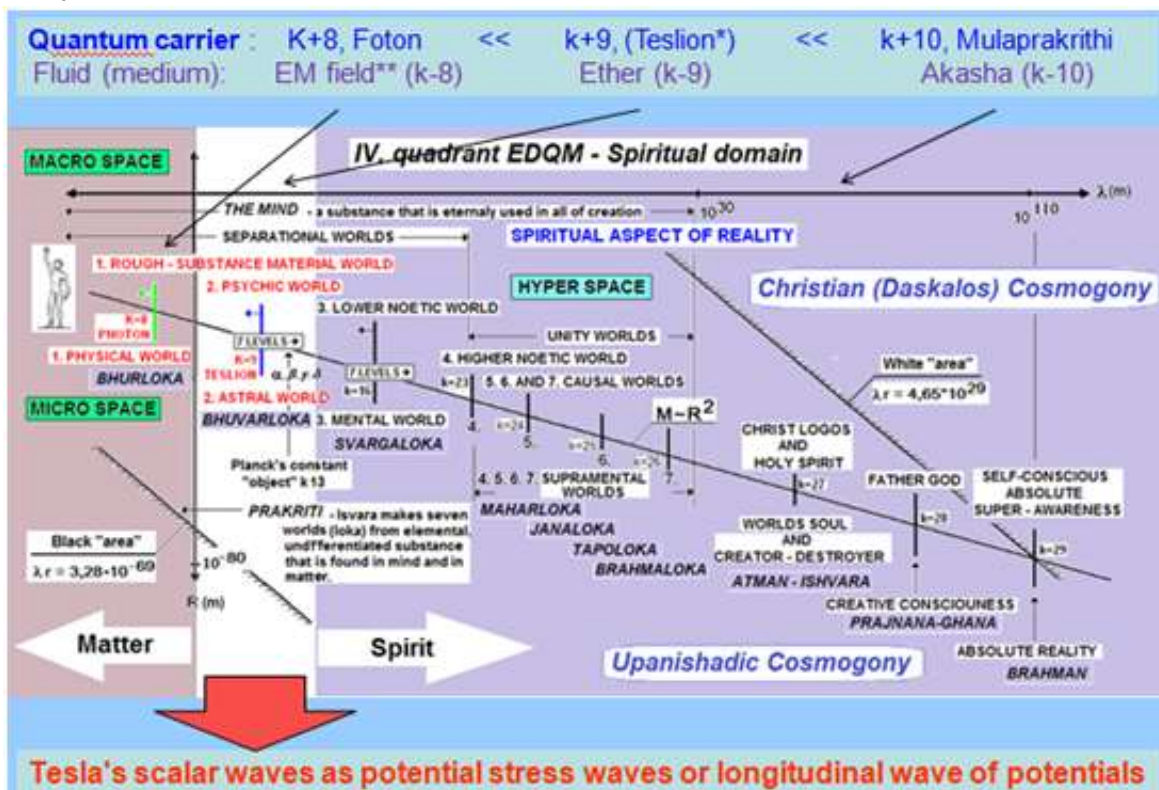 Quantum carrier : K+8, Foton << k+9, (Teslion*) << k+10, Mulaprakrithi
Fluid (medium): EM field** (k-8) Ether (k-9) Akasha (k-10)
MACRO SPACE
IV, quadrant EDQM - Spiritual domain
λ(m)
THE MIND - a substance that is eternaly used in all of creation
10^30
10^110
SEPARATIONAL WORLDS
SPIRITUAL ASPECT OF REALITY
1. ROUGH - SUBSTANCE MATERIAL WORLD
2. PSYCHIC WORLD
HYPER SPACE
Christian (Daskalos) Cosmogony
3. LOWER NOETIC WORLD
K=8
PHOTON
UNITY WORLDS
7 LEVELS →
4. HIGHER NOETIC WORLD
1. PHYSICAL WORLD
K=9
TESLION
α, β, γ, δ
7 LEVELS →
k=16
k=23
5. 6. AND 7. CAUSAL WORLDS
White "area"
λ r = 4,65*10^29
BHURLOKA
2. ASTRAL WORLD
M~R^2
MICRO SPACE
BHUVARLOKA
3. MENTAL WORLD
4.
k=24
5.
k=25
6.
k=26
7.
CHRIST LOGOS
AND
HOLY SPIRIT
SVARGALOKA
Planck's constant
"object" k13
4. 5. 6. 7. SUPRAMENTAL
WORLDS
k=27
FATHER GOD
SELF-CONSCIOUS
ABSOLUTE
SUPER - AWARENESS
PRAKRITI - Isvara makes seven
worlds (loka) from elemental,
undfferentiated substance
that is found in mind and in
matter.
MAHARLOKA
JANALOKA
TAPOLOKA
BRAHMALOKA
WORLDS SOUL
AND
CREATOR - DESTROYER
ATMAN - ISHVARA
k=28
k=29
Black "area"
λ r = 3,28*10^-69
10^-80
R (m)
CREATIVE CONSCIOUNESS
PRAJNANA-GHANA
Matter
Spirit
Upanishadic Cosmogony
ABSOLUTE REALITY
BRAHMAN
Tesla's scalar waves as potential stress waves or longitudinal wave of potentials